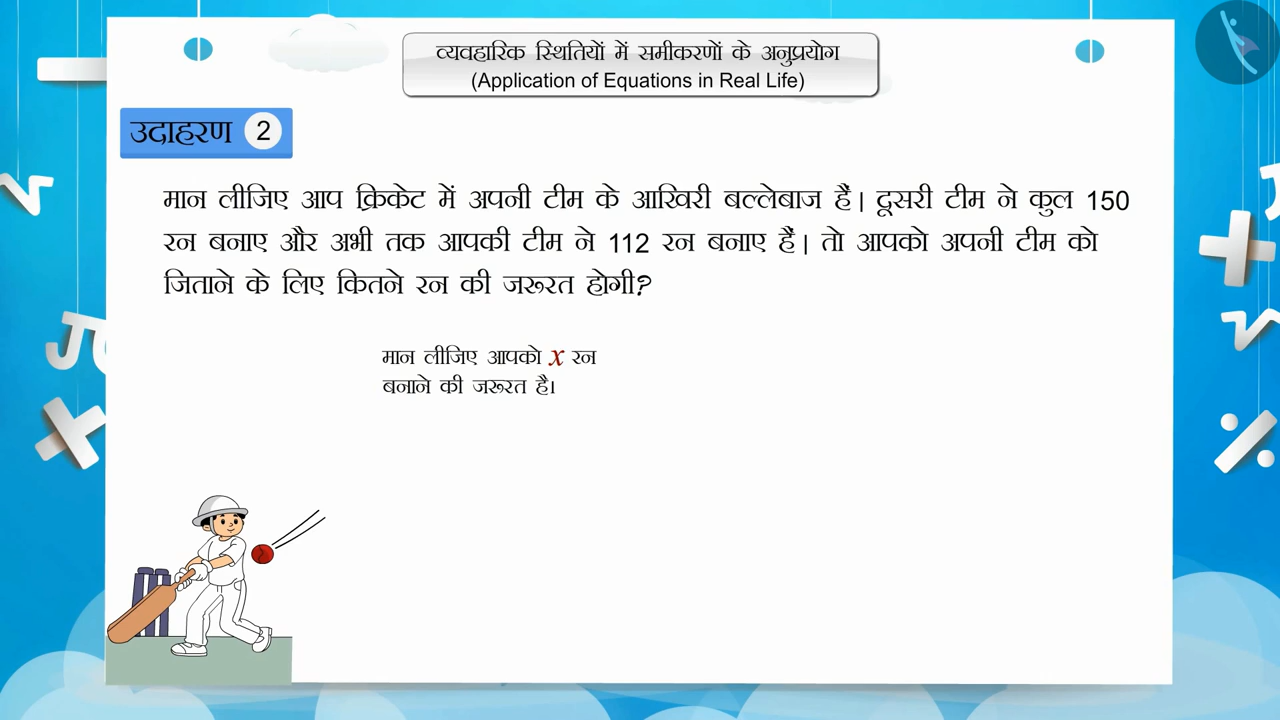 व्यवहारिक स्थितियों में समीकरणों के अनुप्रयोग
(Application of Equations in Real Life)
उदाहरण 2
मान लीजिए आप क्रिकेट में अपनी टीम के आखिरी बल्लेबाज हैं। दूसरी टीम ने कुल 150
रन बनाए और अभी तक आपकी टीम ने 112 रन बनाए हैं। तो आपको अपनी टीम को
जिताने के लिए कितने रन की जरूरत होगी?
मान लीजिए आपको x रन
बनाने की जरूरत है।